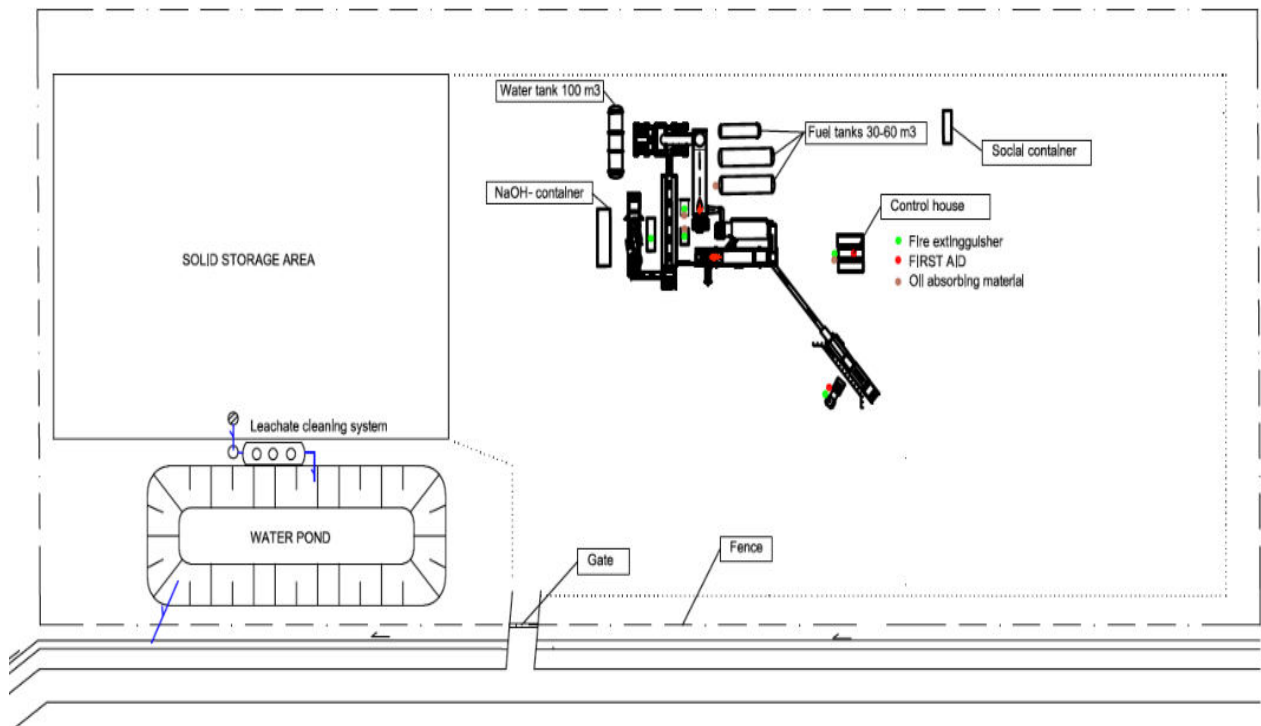 Water tank 100 m3
Fuel tanks 30-60 m3
Social container
NaOH- container
Control house
SOLID STORAGE AREA
Fire extingguisher
FIRST AID
Oil absorbing material
Leachate cleaning system
WATER POND
Gate
Fence